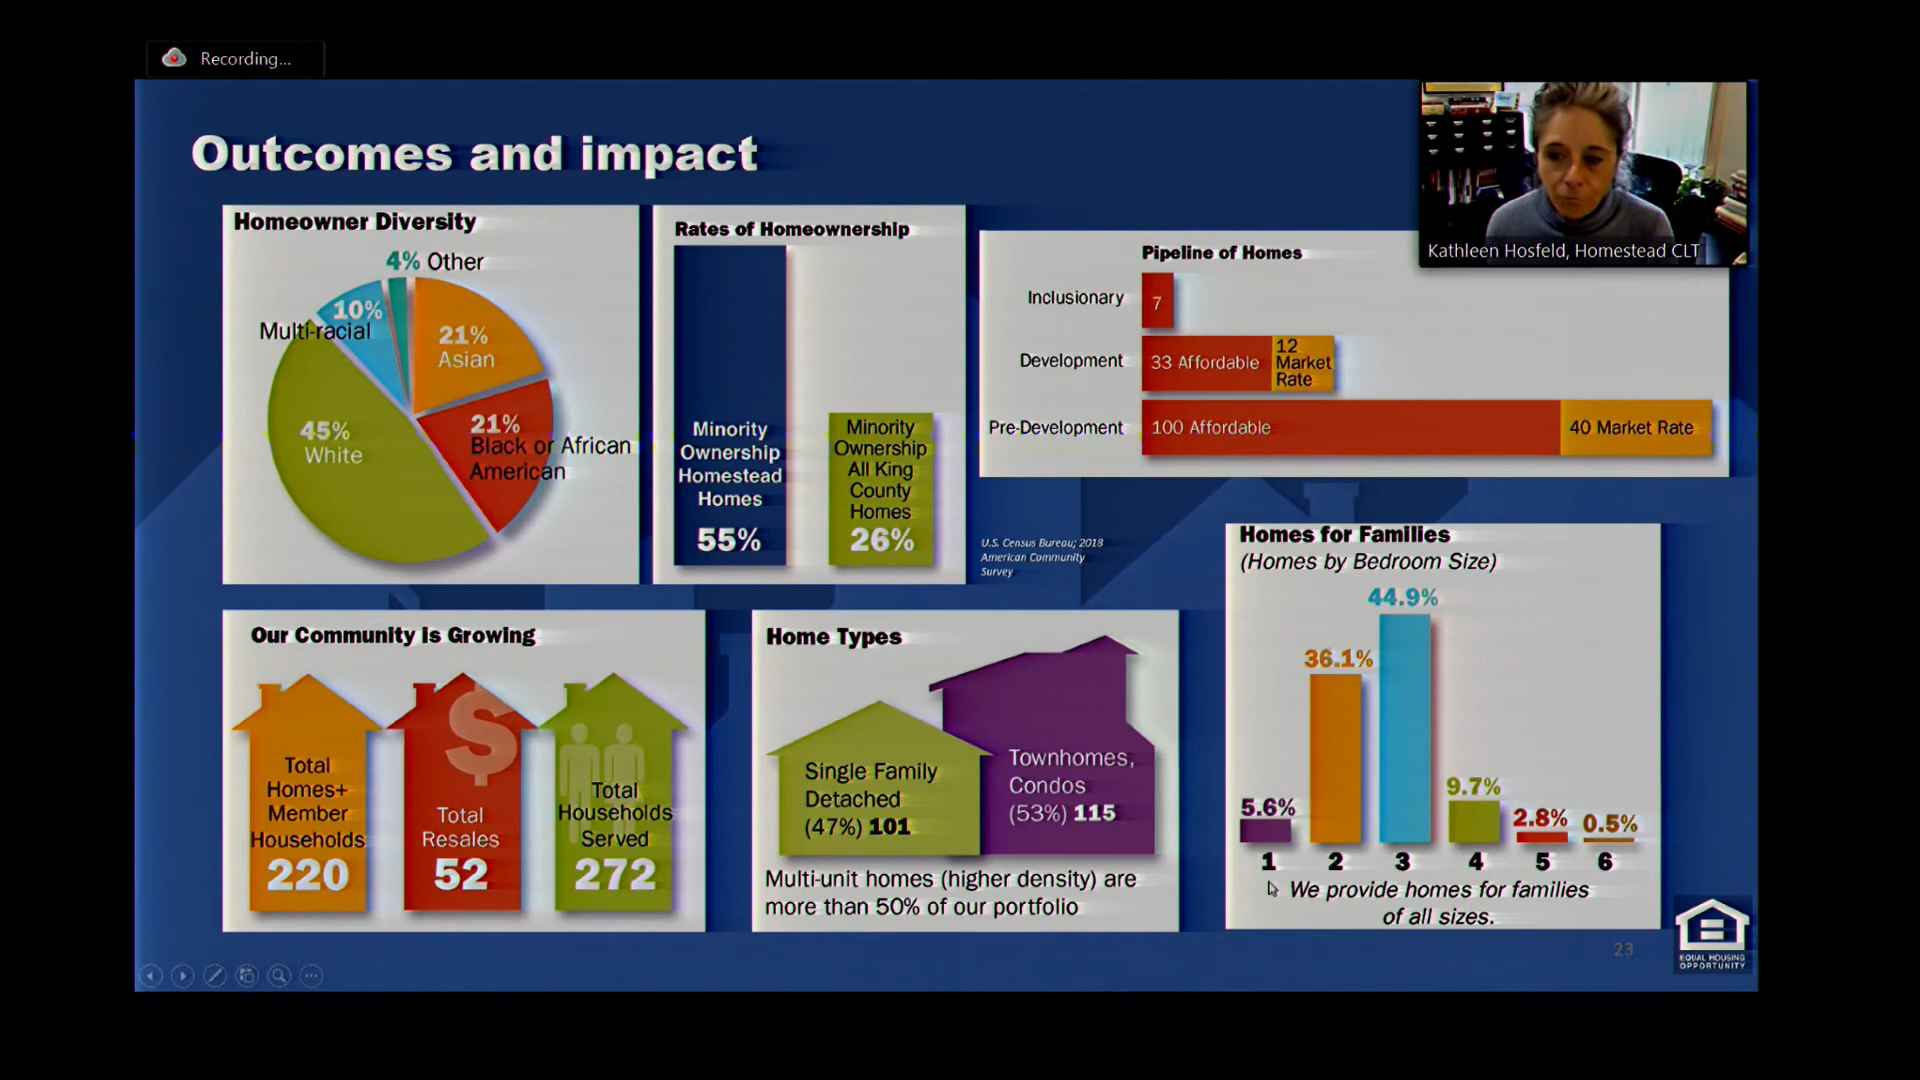 Recording...
Outcomes and impact
Kathleen Hosfeld, Homestead CLT
Homeowner Diversity
4% Other
10%
Multi-racial
21%
Asian
45%
White
21%
Black or African
American
Rates of Homeownership
Minority
Ownership
Homestead
Homes
55%
Minority
Ownership
All King
County
Homes
26%
U.S. Census Bureau; 2018
American Community
Survey
Pipeline of Homes
Inclusionary
7
Development
33 Affordable
12
Market
Rate
Pre-Development
100 Affordable
40 Market Rate
Our Community is Growing
Total
Homes+
Member
Households
220
$
Total
Resales
52
Total
Households
Served
272
Home Types
Single Family
Detached
(47%) 101
Townhomes,
Condos
(53%) 115
Multi-unit homes (higher density) are
more than 50% of our portfolio
Homes for Families
(Homes by Bedroom Size)
5.6%
36.1%
44.9%
9.7%
2.8%
0.5%
1 2 3 4 5 6
We provide homes for families
of all sizes.
23
EQUAL HOUSING
OPPORTUNITY